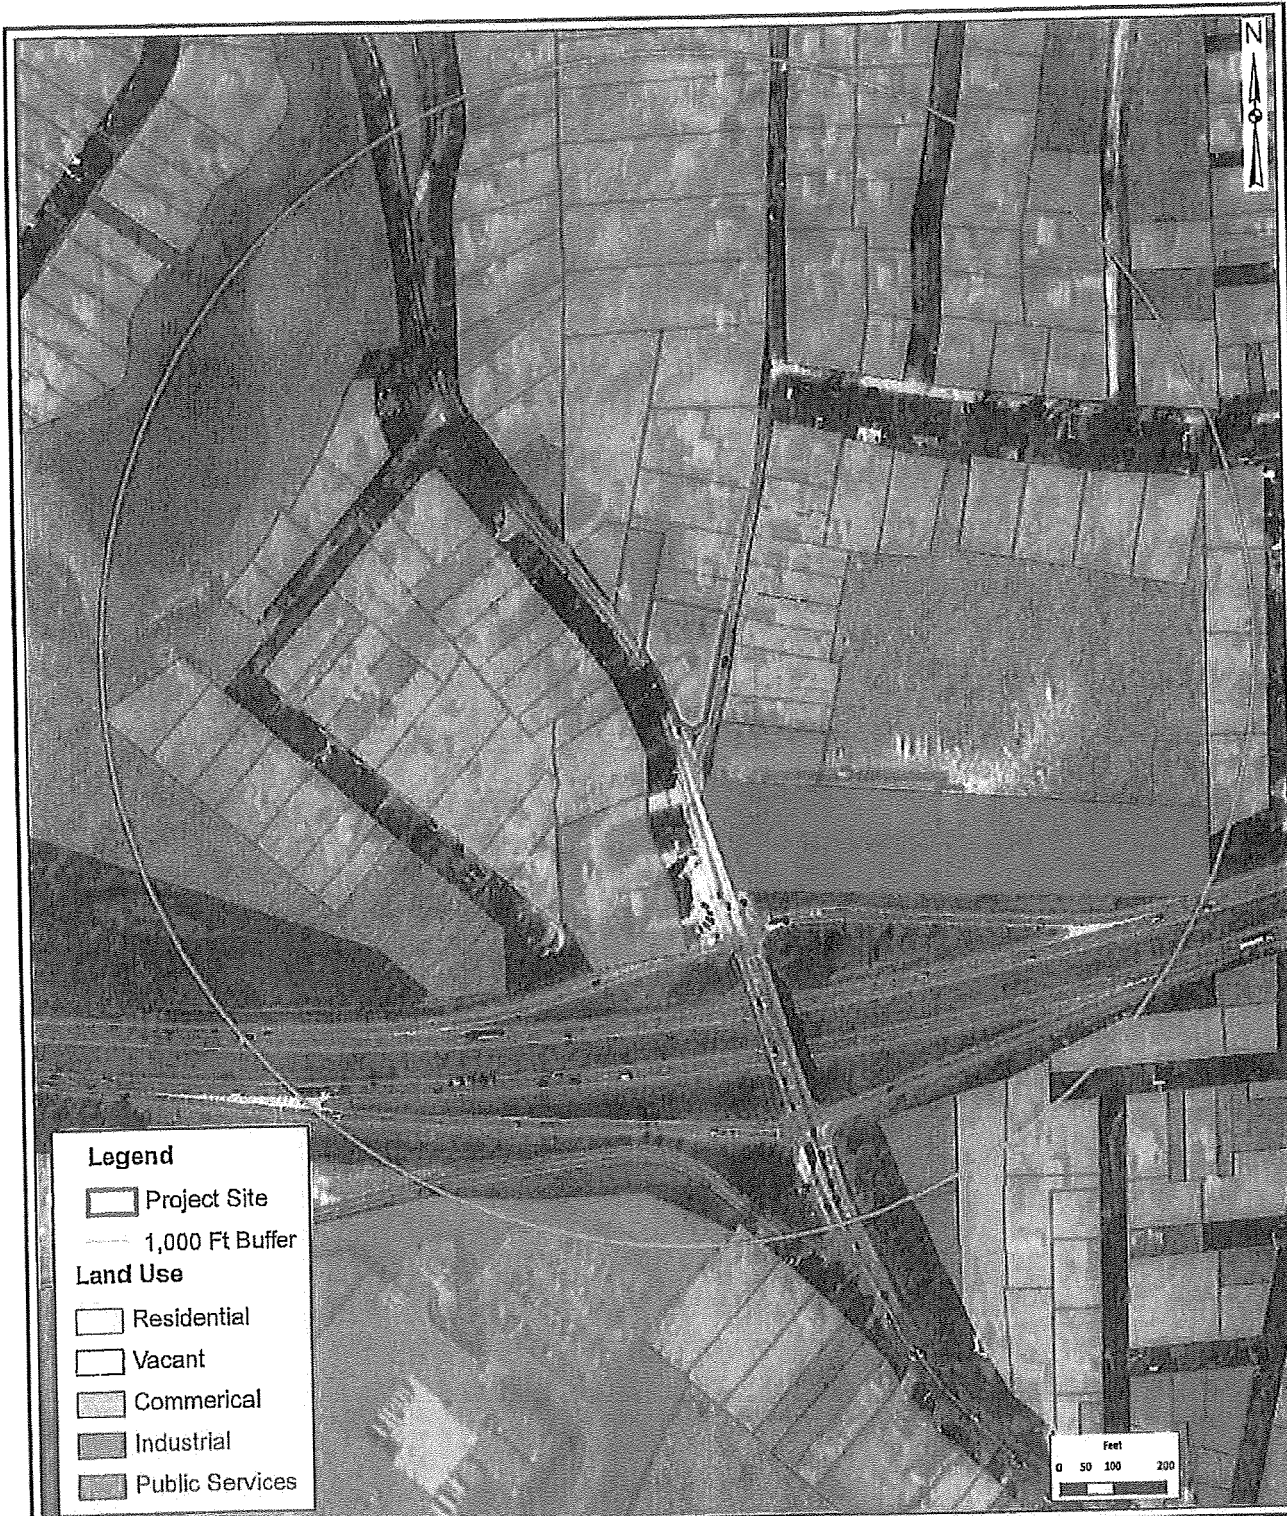 N
Legend
Project Site
1,000 Ft Buffer
Land Use
Residential
Vacant
Commerical
Industrial
Public Services
Feet
0 50 100 200